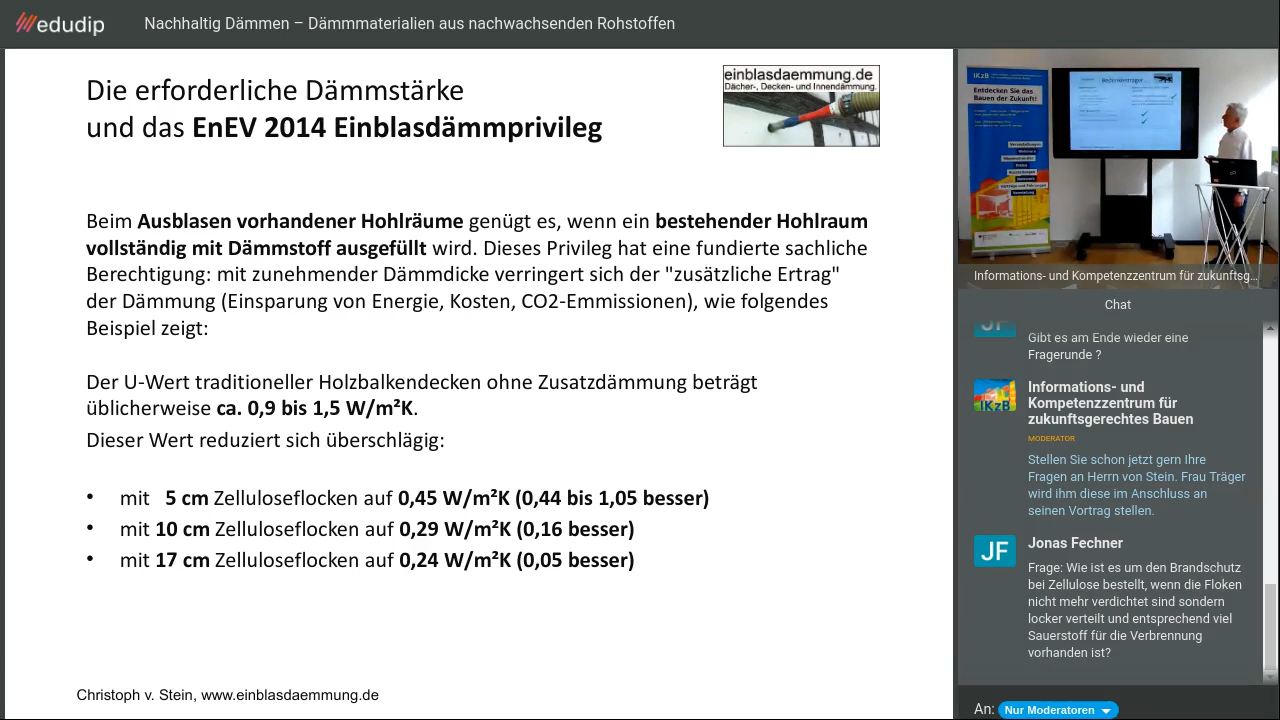 edudip
Nachhaltig Dämmen – Dämmmaterialien aus nachwachsenden Rohstoffen
Die erforderliche Dämmstärke
und das EnEV 2014 Einblasdämmprivileg
einblasdaemmung.de
Dächer-, Decken- und Innendämmung.
Beim Ausblasen vorhandener Hohlräume genügt es, wenn ein bestehender Hohlraum
vollständig mit Dämmstoff ausgefüllt wird. Dieses Privileg hat eine fundierte sachliche
Berechtigung: mit zunehmender Dämmdicke verringert sich der "zusätzliche Ertrag"
der Dämmung (Einsparung von Energie, Kosten, CO2-Emmissionen), wie folgendes
Beispiel zeigt:
Der U-Wert traditioneller Holzbalkendecken ohne Zusatzdämmung beträgt
üblicherweise ca. 0,9 bis 1,5 W/m²K.
Dieser Wert reduziert sich überschlägig:
• mit 5 cm Zelluloseflocken auf 0,45 W/m²K (0,44 bis 1,05 besser)
• mit 10 cm Zelluloseflocken auf 0,29 W/m²K (0,16 besser)
• mit 17 cm Zelluloseflocken auf 0,24 W/m²K (0,05 besser)
Christoph v. Stein, www.einblasdaemmung.de
IKzB
Entdecken Sie das
Bauen der Zukunft!
Informations- und Kompetenzzentrum für zukunftsg...
Chat
JF
Gibt es am Ende wieder eine
Fragerunde ?
IKzB
Informations- und
Kompetenzzentrum für
zukunftsgerechtes Bauen
MODERATOR
Stellen Sie schon jetzt gern Ihre
Fragen an Herrn von Stein. Frau Träger
wird ihm diese im Anschluss an
seinen Vortrag stellen.
JF
Jonas Fechner
Frage: Wie ist es um den Brandschutz
bei Zellulose bestellt, wenn die Floken
nicht mehr verdichtet sind sondern
locker verteilt und entsprechend viel
Sauerstoff für die Verbrennung
vorhanden ist?
An: Nur Moderatoren